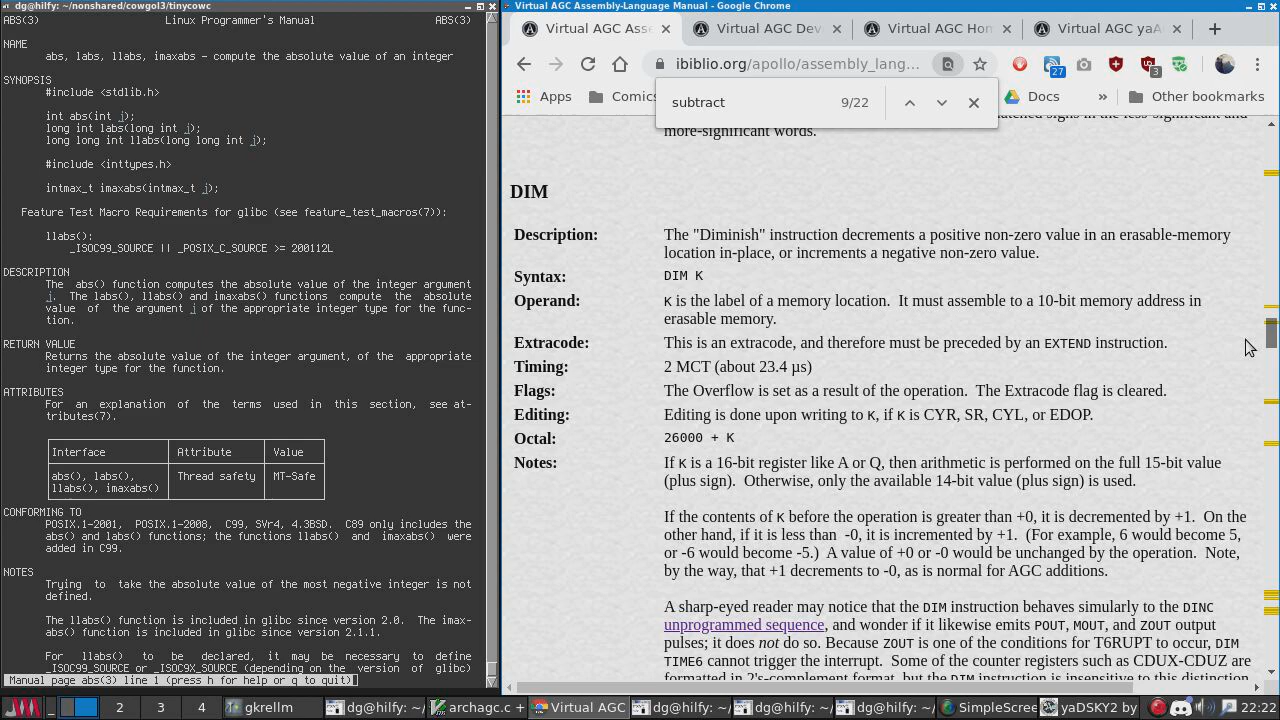 dg@hilfy: ~/nonshared/cowgol3/tinycowc
ABS(3) Linux Programmer's Manual ABS(3)
NAME
abs, labs, llabs, imaxabs - compute the absolute value of an integer
SYNOPSIS
#include <stdlib.h>
int abs(int j);
long int labs(long int j);
long long int llabs(long long int j);
#include <inttypes.h>
intmax_t imaxabs(intmax_t j);
Feature Test Macro Requirements for glibc (see feature_test_macros(7)):
llabs():
_ISOC99_SOURCE || _POSIX_C_SOURCE >= 200112L
DESCRIPTION
The abs() function computes the absolute value of the integer argument
j. The labs(), llabs() and imaxabs() functions compute the absolute
value of the argument j of the appropriate integer type for the func-
tion.
RETURN VALUE
Returns the absolute value of the integer argument, of the appropriate
integer type for the function.
ATTRIBUTES
For an explanation of the terms used in this section, see at-
tributes(7).
Interface Attribute Value
abs(), labs(), Thread safety MT-Safe
llabs(), imaxabs()
CONFORMING TO
POSIX.1-2001, POSIX.1-2008, C99, SVr4, 4.3BSD. C89 only includes the
abs() and labs() functions; the functions llabs() and imaxabs() were
added in C99.
NOTES
Trying to take the absolute value of the most negative integer is not
defined.
The llabs() function is included in glibc since version 2.0. The imax-
abs() function is included in glibc since version 2.1.1.
For llabs() to be declared, it may be necessary to define
_ISOC99_SOURCE or _ISOC9X_SOURCE (depending on the version of glibc)
Manual page abs(3) line 1 (press h for help or q to quit)
Virtual AGC Assembly-Language Manual - Google Chrome
Virtual AGC Asse
Virtual AGC Dev
Virtual AGC Hom
Virtual AGC yaA
ibiblio.org/apollo/assembly_lang...
27
3
Apps
Comics
Docs
»
Other bookmarks
subtract 9/22
more-significant words.
DIM
Description: The "Diminish" instruction decrements a positive non-zero value in an erasable-memory
location in-place, or increments a negative non-zero value.
Syntax: DIM K
Operand: K is the label of a memory location. It must assemble to a 10-bit memory address in
erasable memory.
Extracode: This is an extracode, and therefore must be preceded by an EXTEND instruction.
Timing: 2 MCT (about 23.4 µs)
Flags: The Overflow is set as a result of the operation. The Extracode flag is cleared.
Editing: Editing is done upon writing to K, if K is CYR, SR, CYL, or EDOP.
Octal: 26000 + K
Notes: If K is a 16-bit register like A or Q, then arithmetic is performed on the full 15-bit value
(plus sign). Otherwise, only the available 14-bit value (plus sign) is used.
If the contents of K before the operation is greater than +0, it is decremented by +1. On the
other hand, if it is less than -0, it is incremented by +1. (For example, 6 would become 5,
or -6 would become -5.) A value of +0 or -0 would be unchanged by the operation. Note,
by the way, that +1 decrements to -0, as is normal for AGC additions.
A sharp-eyed reader may notice that the DIM instruction behaves simularly to the DINC
unprogrammed sequence, and wonder if it likewise emits POUT, MOUT, and ZOUT output
pulses; it does not do so. Because ZOUT is one of the conditions for T6RUPT to occur, DIM
TIME6 cannot trigger the interrupt. Some of the counter registers such as CDUX-CDUZ are
formatted in 2's-complement format, but the DIM instruction is insensitive to this distinction
2 3 4 gkrellm dg@hilfy: ~/ archagc.c + Virtual AGC dg@hilfy: ~/ dg@hilfy: ~/ dg@hilfy: ~/ SimpleScree yaDSKY2 by 22:22